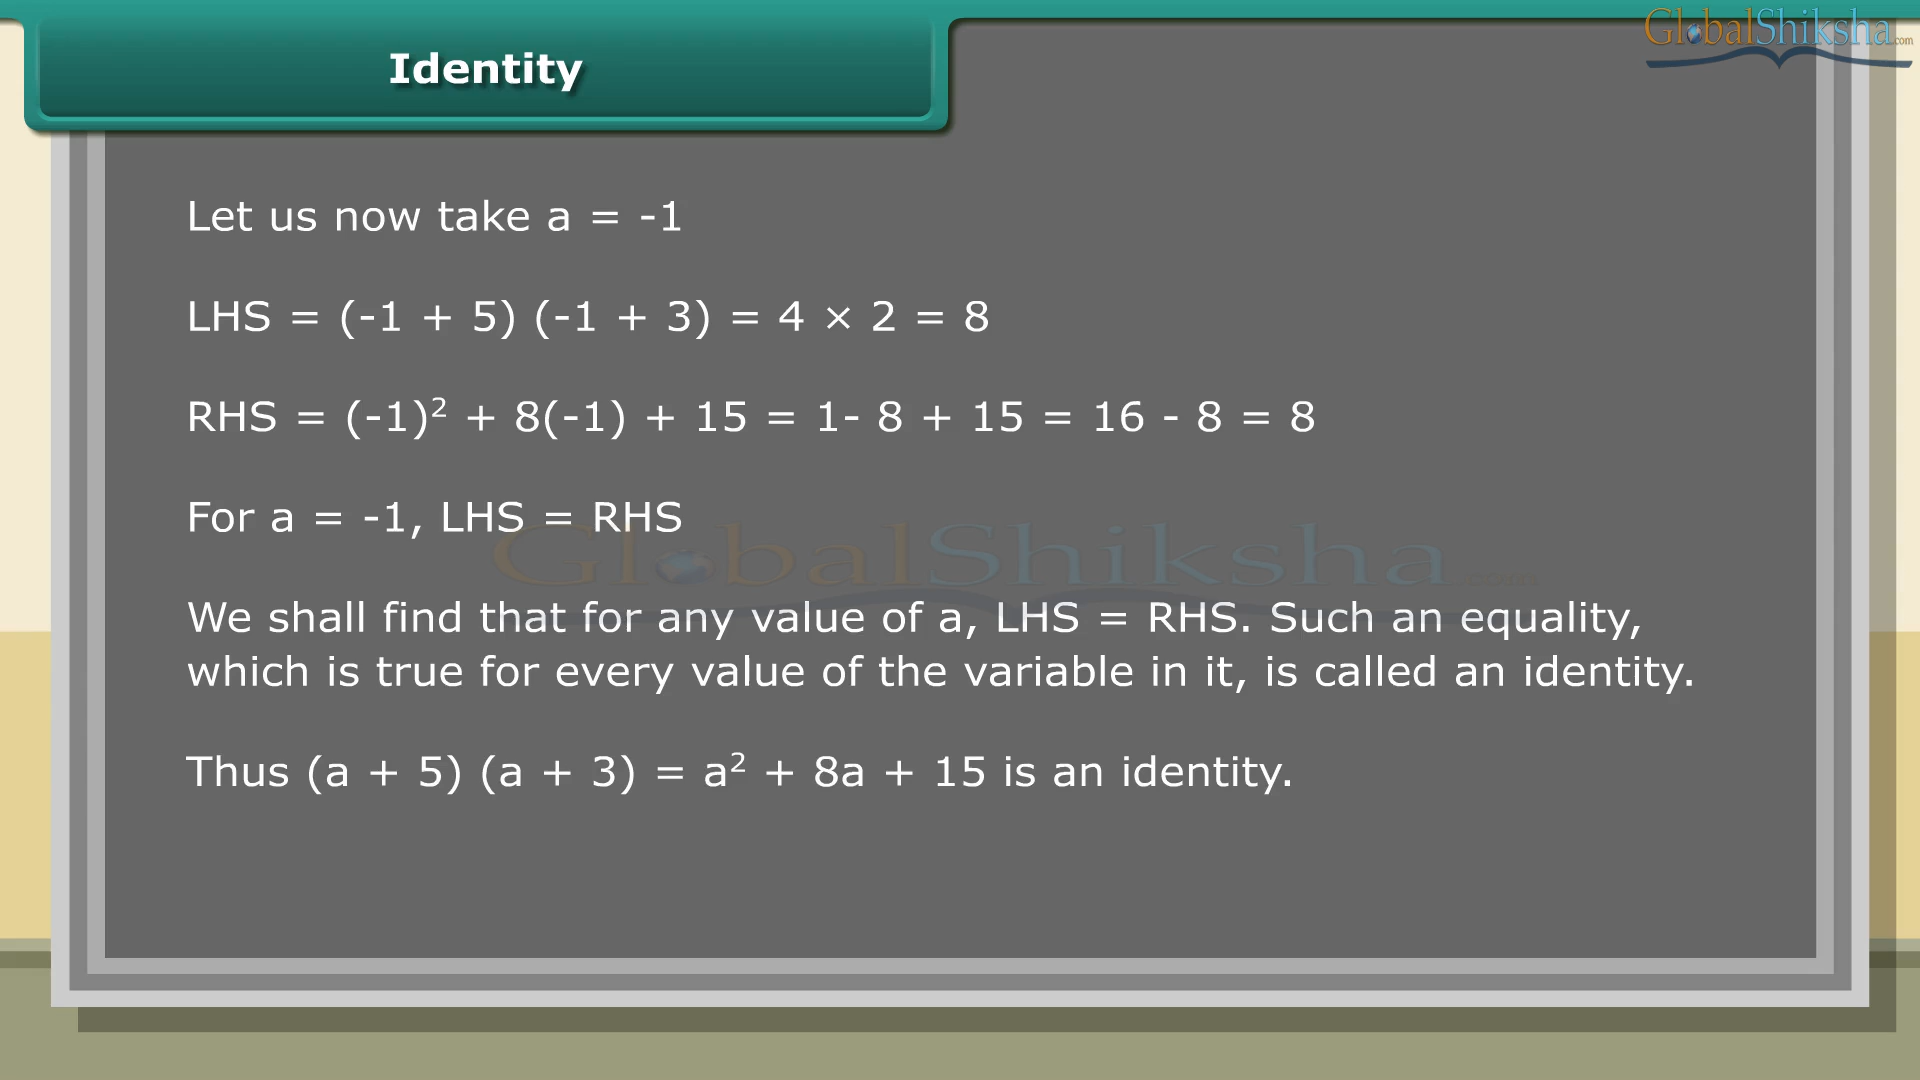 GlobalShiksha.com
Identity
Let us now take a = -1
LHS = (-1 + 5) (-1 + 3) = 4 × 2 = 8
RHS = (-1)² + 8(-1) + 15 = 1- 8 + 15 = 16 - 8 = 8
For a = -1, LHS = RHS
GlobalShiksha
We shall find that for any value of a, LHS = RHS. Such an equality,
which is true for every value of the variable in it, is called an identity.
Thus (a + 5) (a + 3) = a² + 8a + 15 is an identity.